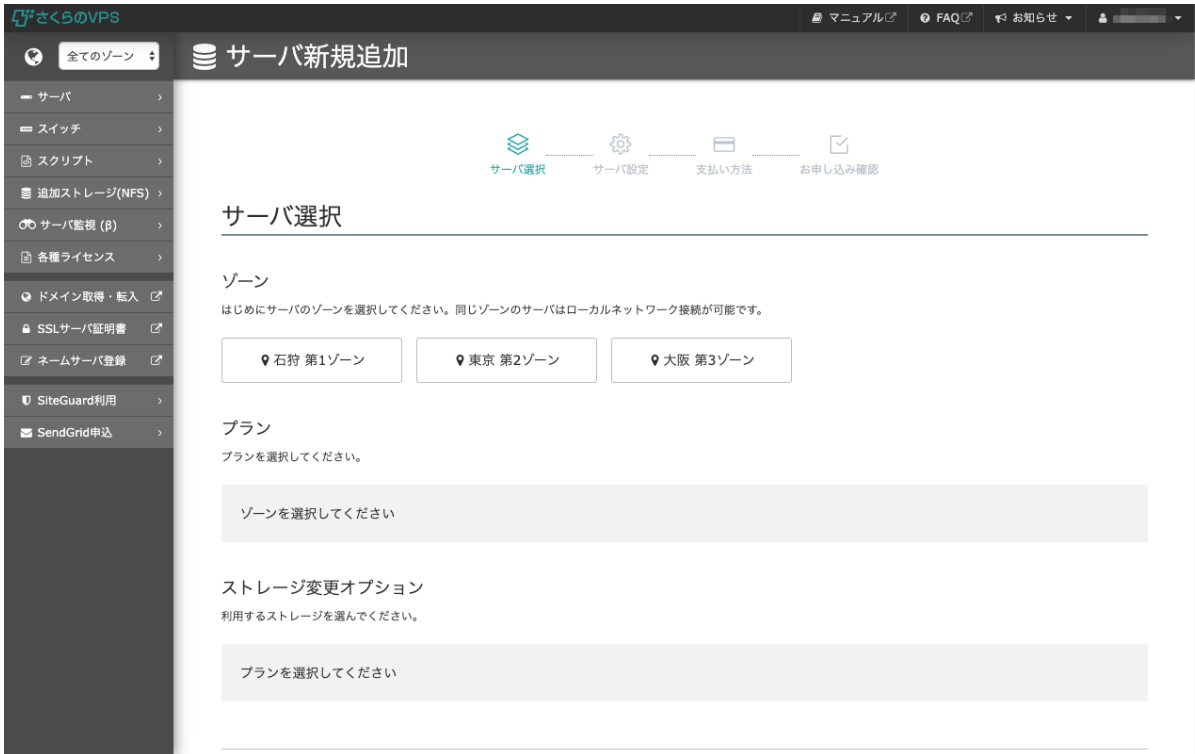 さくらのVPS
マニュアル
FAQ
お知らせ
全てのゾーン
サーバ新規追加
サーバ
スイッチ
スクリプト
追加ストレージ(NFS)
サーバ監視 (β)
各種ライセンス
ドメイン取得・転入
SSLサーバ証明書
ネームサーバ登録
SiteGuard利用
SendGrid申込
サーバ選択
サーバ設定
支払い方法
お申し込み確認
サーバ選択
ゾーン
はじめにサーバのゾーンを選択してください。同じゾーンのサーバはローカルネットワーク接続が可能です。
石狩 第1ゾーン
東京 第2ゾーン
大阪 第3ゾーン
プラン
プランを選択してください。
ゾーンを選択してください
ストレージ変更オプション
利用するストレージを選んでください。
プランを選択してください